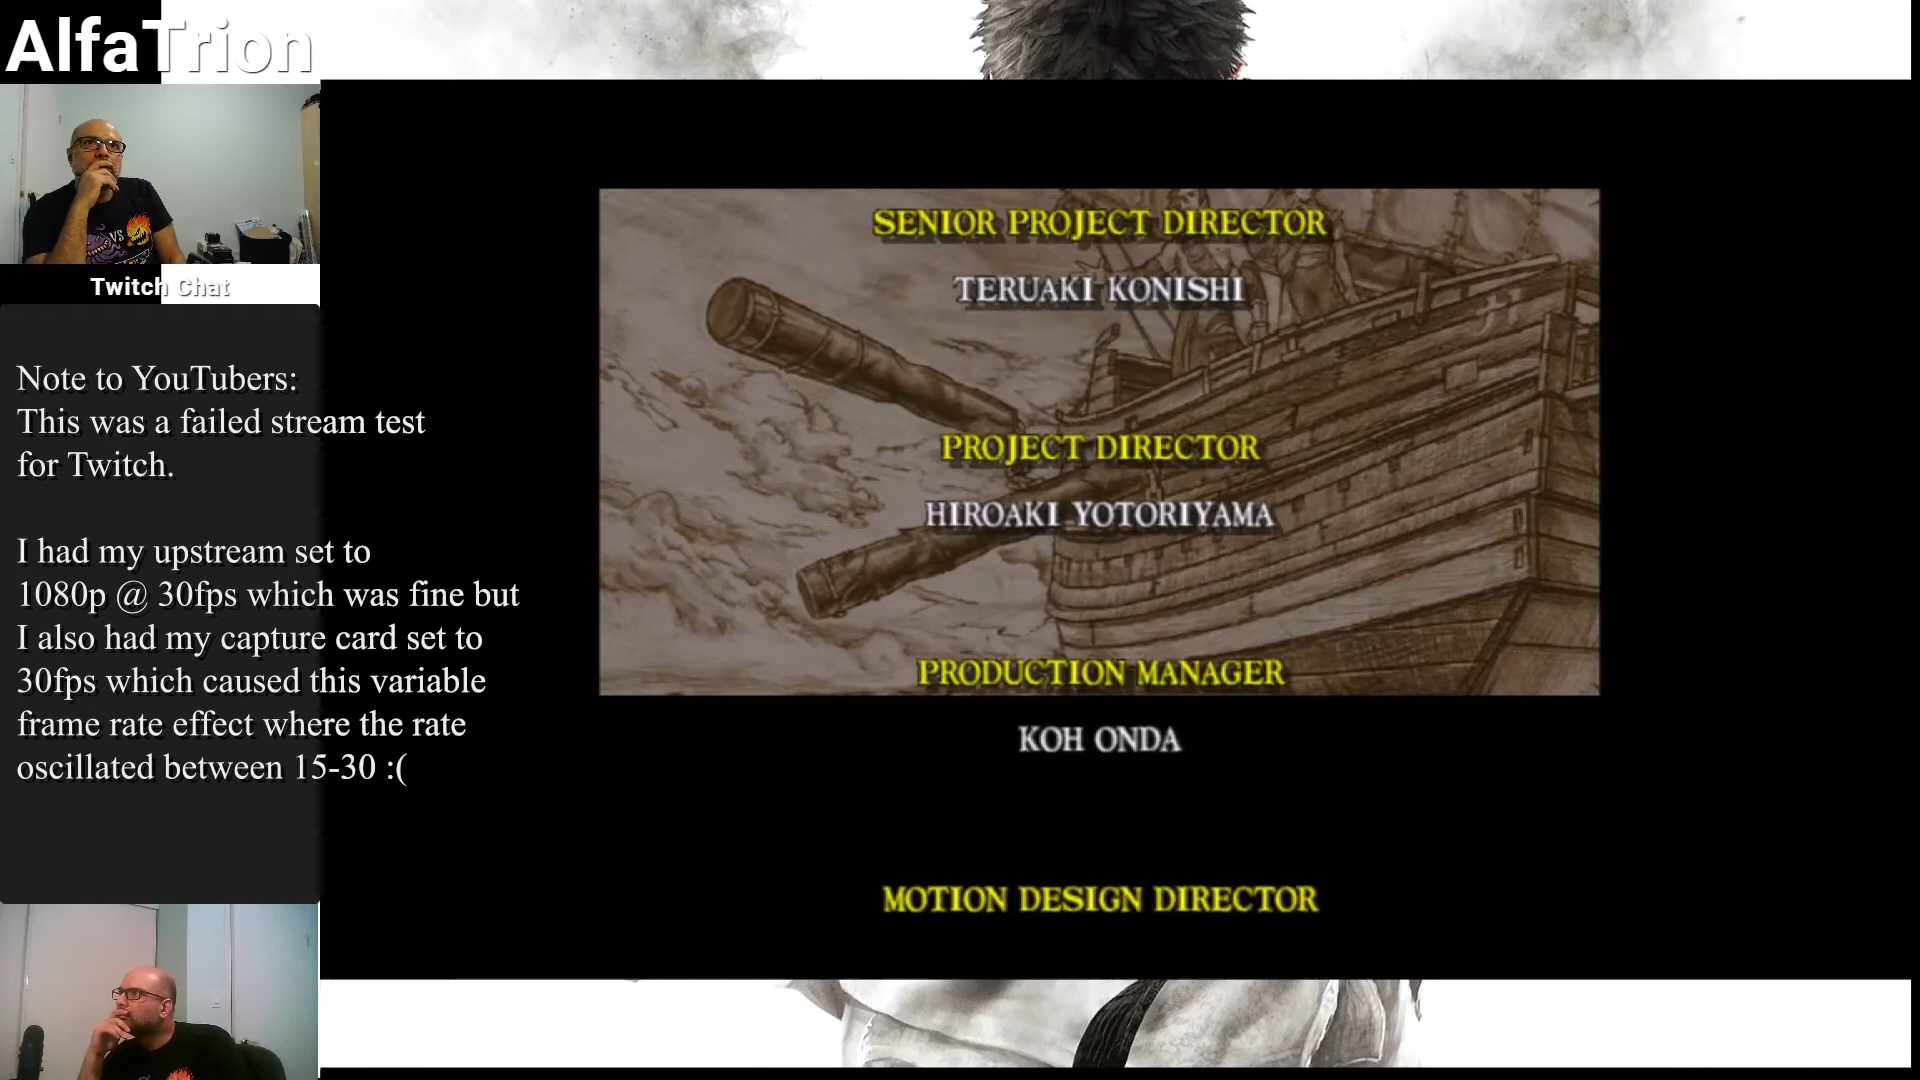 AlfaTrion
VS
Twitch Chat
Note to YouTubers:
This was a failed stream test
for Twitch.
I had my upstream set to
1080p @ 30fps which was fine but
I also had my capture card set to
30fps which caused this variable
frame rate effect where the rate
oscillated between 15-30 :(
SENIOR PROJECT DIRECTOR
TERUAKI KONISHI
PROJECT DIRECTOR
HIROAKI YOTORIYAMA
PRODUCTION MANAGER
KOH ONDA
MOTION DESIGN DIRECTOR